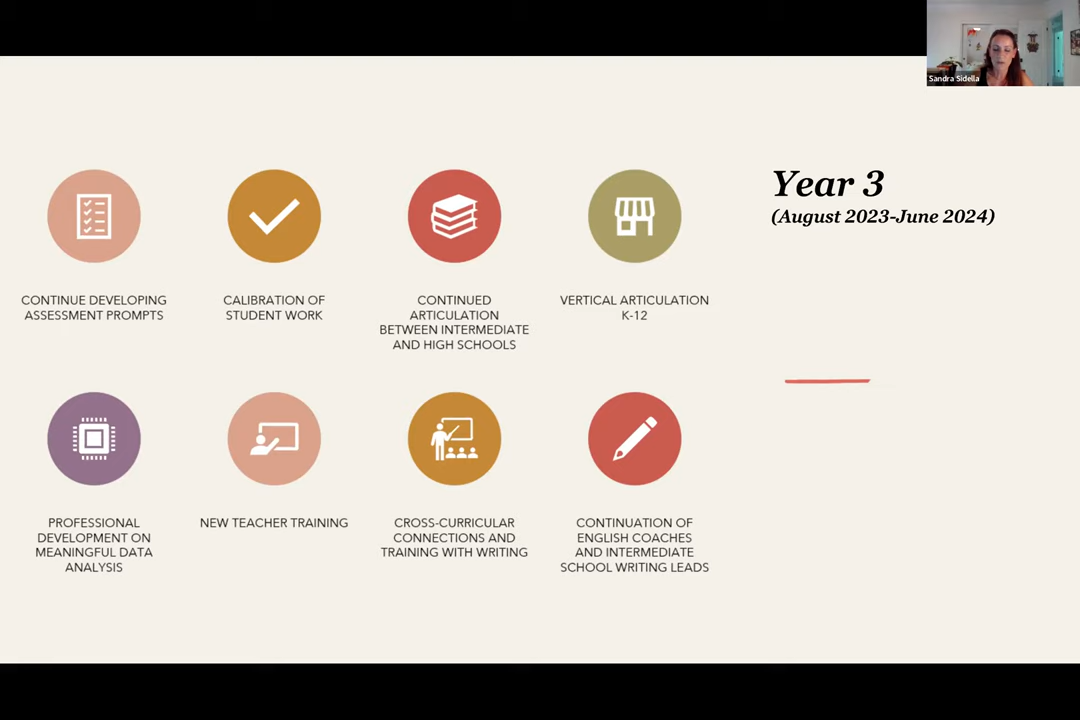 Sandra Sidella
Year 3
(August 2023-June 2024)
CONTINUE DEVELOPING
ASSESSMENT PROMPTS
CALIBRATION OF
STUDENT WORK
CONTINUED
ARTICULATION
BETWEEN INTERMEDIATE
AND HIGH SCHOOLS
VERTICAL ARTICULATION
K-12
PROFESSIONAL
DEVELOPMENT ON
MEANINGFUL DATA
ANALYSIS
NEW TEACHER TRAINING
CROSS-CURRICULAR
CONNECTIONS AND
TRAINING WITH WRITING
CONTINUATION OF
ENGLISH COACHES
AND INTERMEDIATE
SCHOOL WRITING LEADS